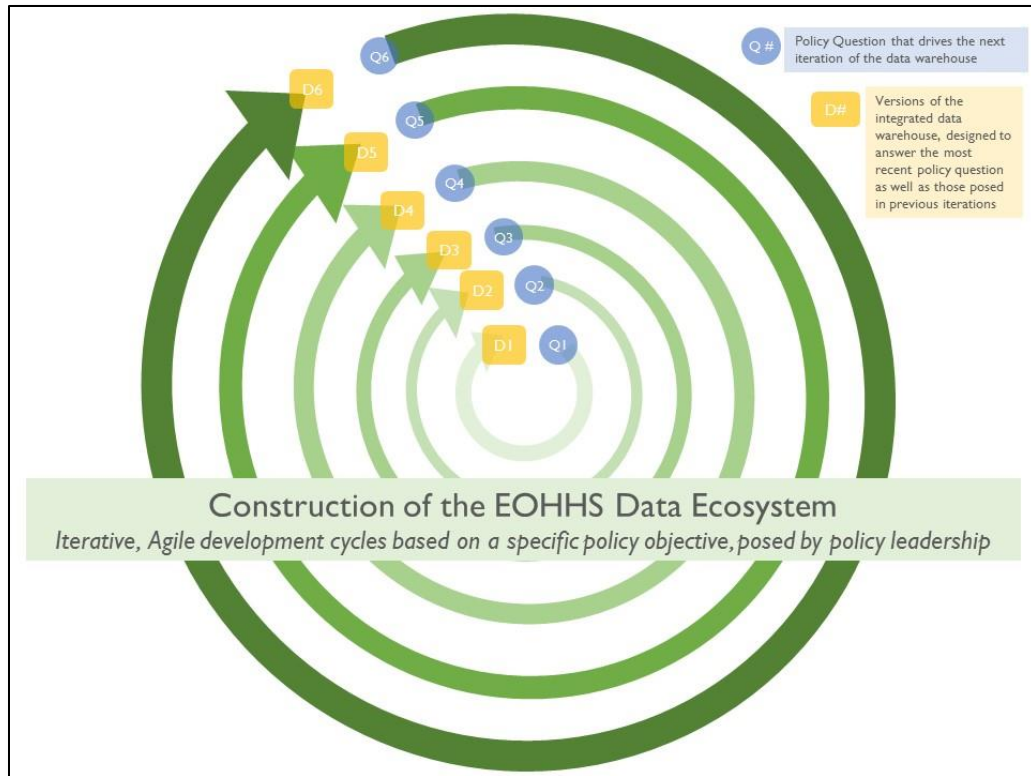 Q #
Policy Question that drives the next
iteration of the data warehouse
D#
Versions of the
integrated data
warehouse, designed to
answer the most
recent policy question
as well as those posed
in previous iterations
Q6
D6
Q5
D5
Q4
D4
Q3
D3
Q2
D2
D1
Q1
Construction of the EOHHS Data Ecosystem
Iterative, Agile development cycles based on a specific policy objective, posed by policy leadership